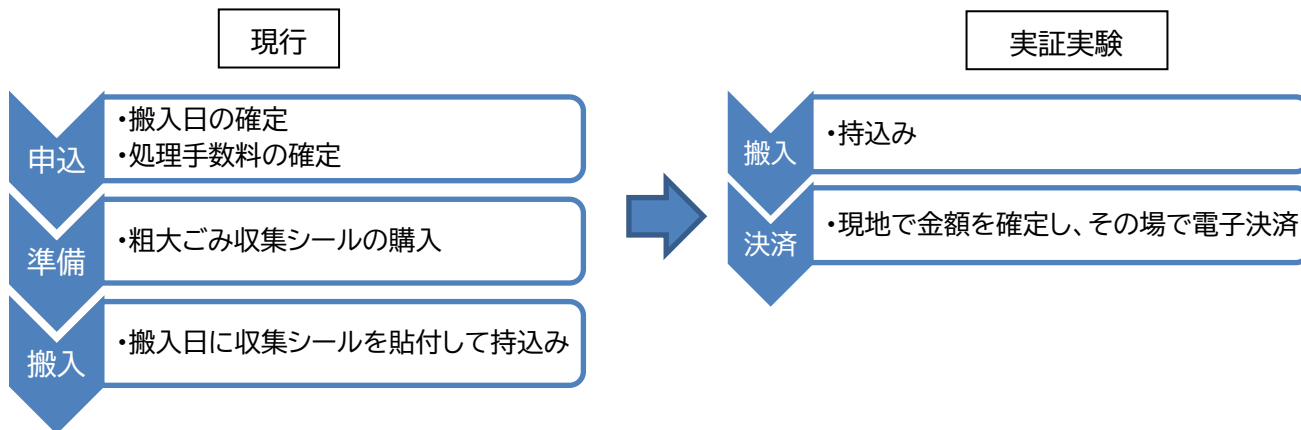 現行
申込
・搬入日の確定
・処理手数料の確定
準備
・粗大ごみ収集シールの購入
搬入
・搬入日に収集シールを貼付して持込み
実証実験
搬入
・持込み
決済
・現地で金額を確定し、その場で電子決済